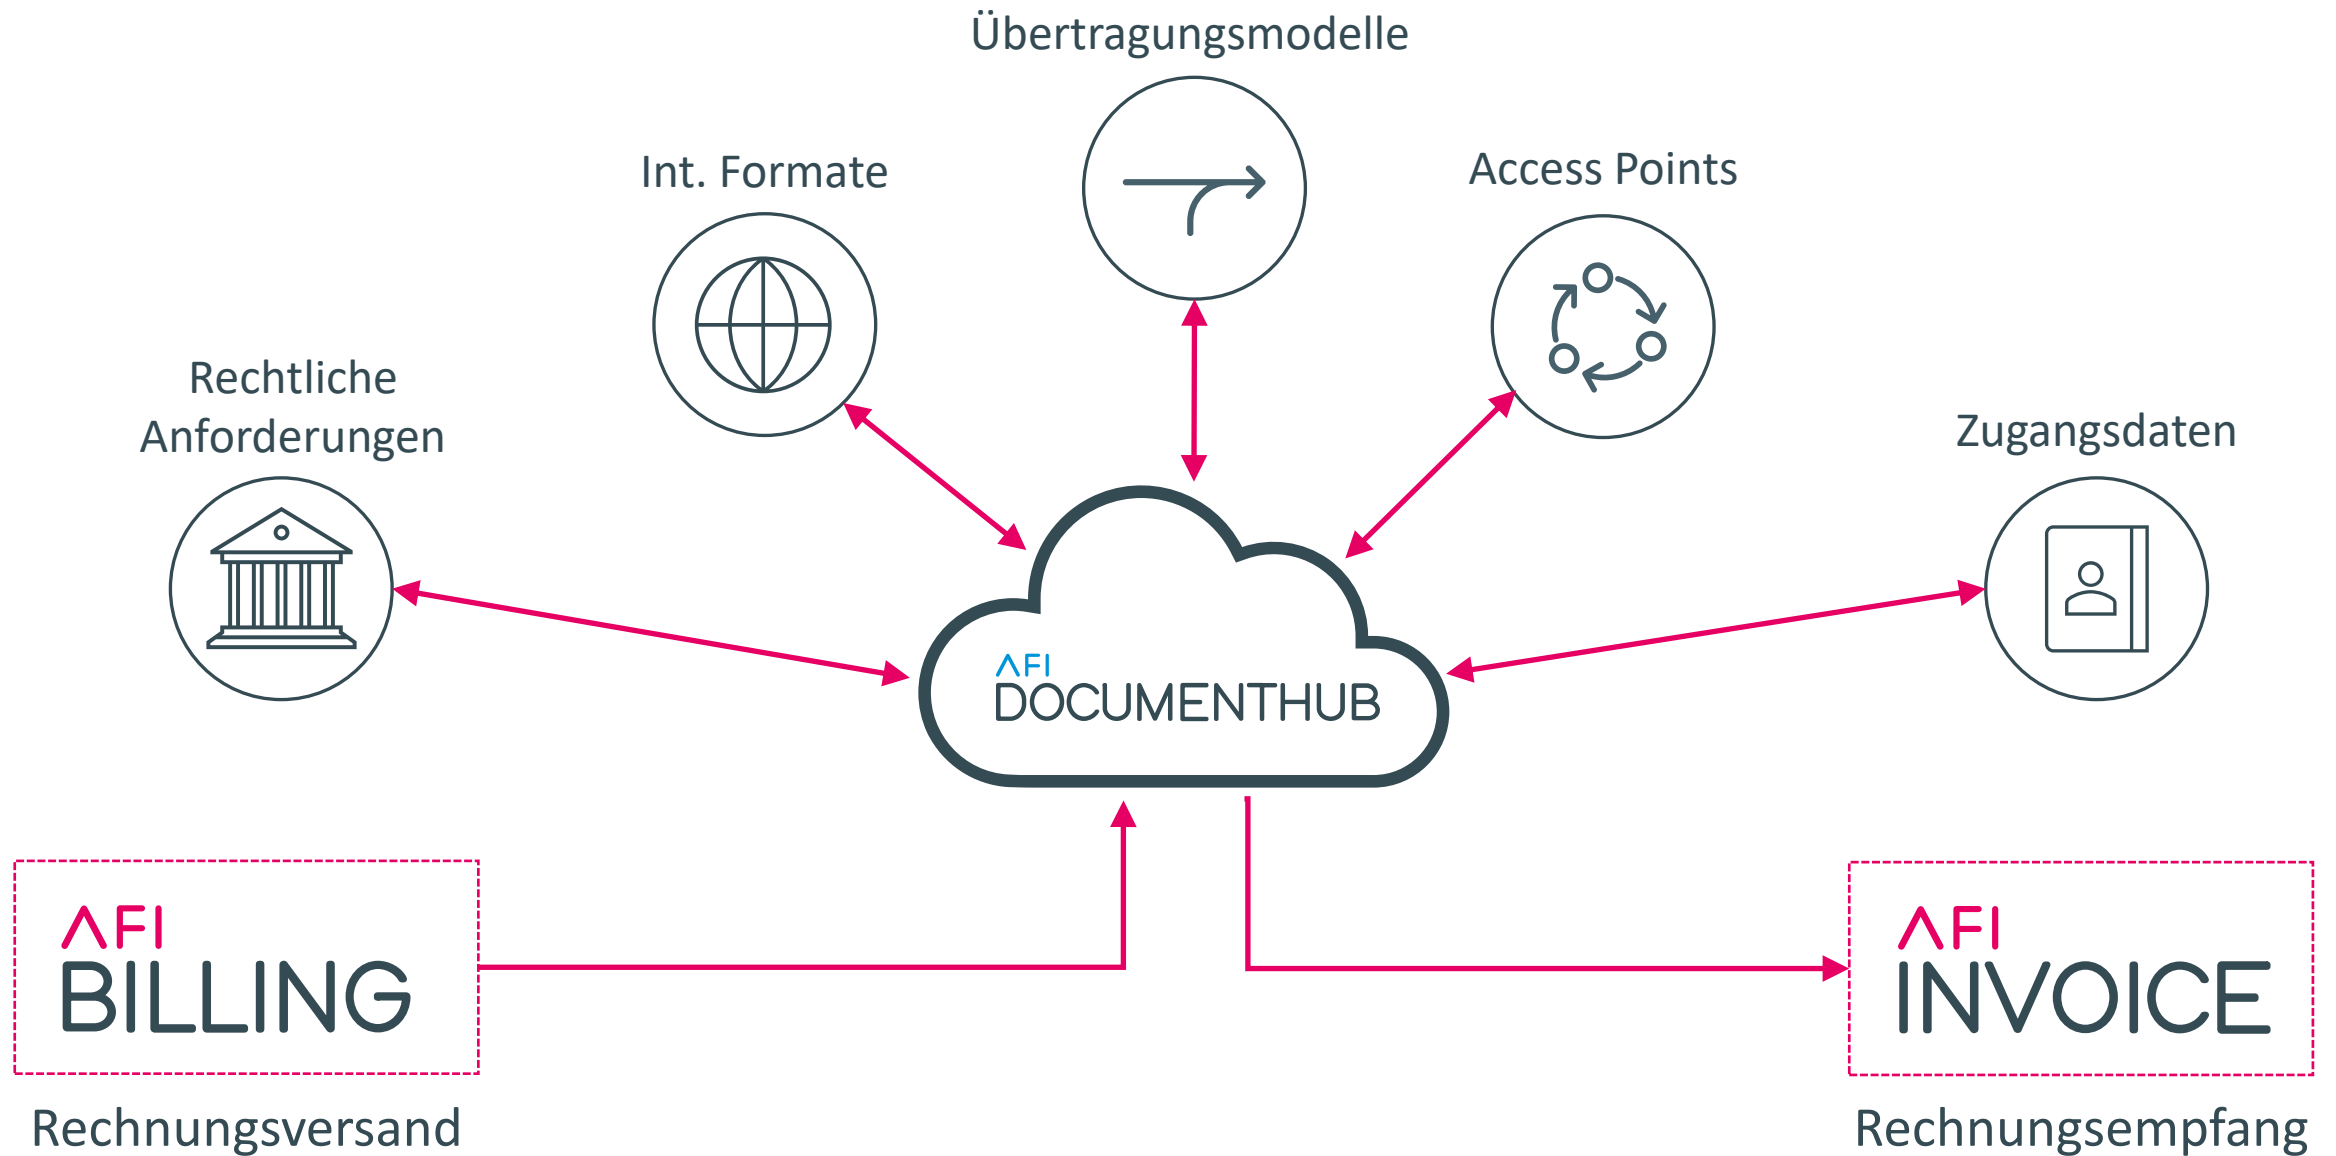 Übertragungsmodelle
Int. Formate
Access Points
Rechtliche
Anforderungen
Zugangsdaten
AFI
DOCUMENTHUB
AFI
BILLING
Rechnungsversand
AFI
INVOICE
Rechnungsempfang